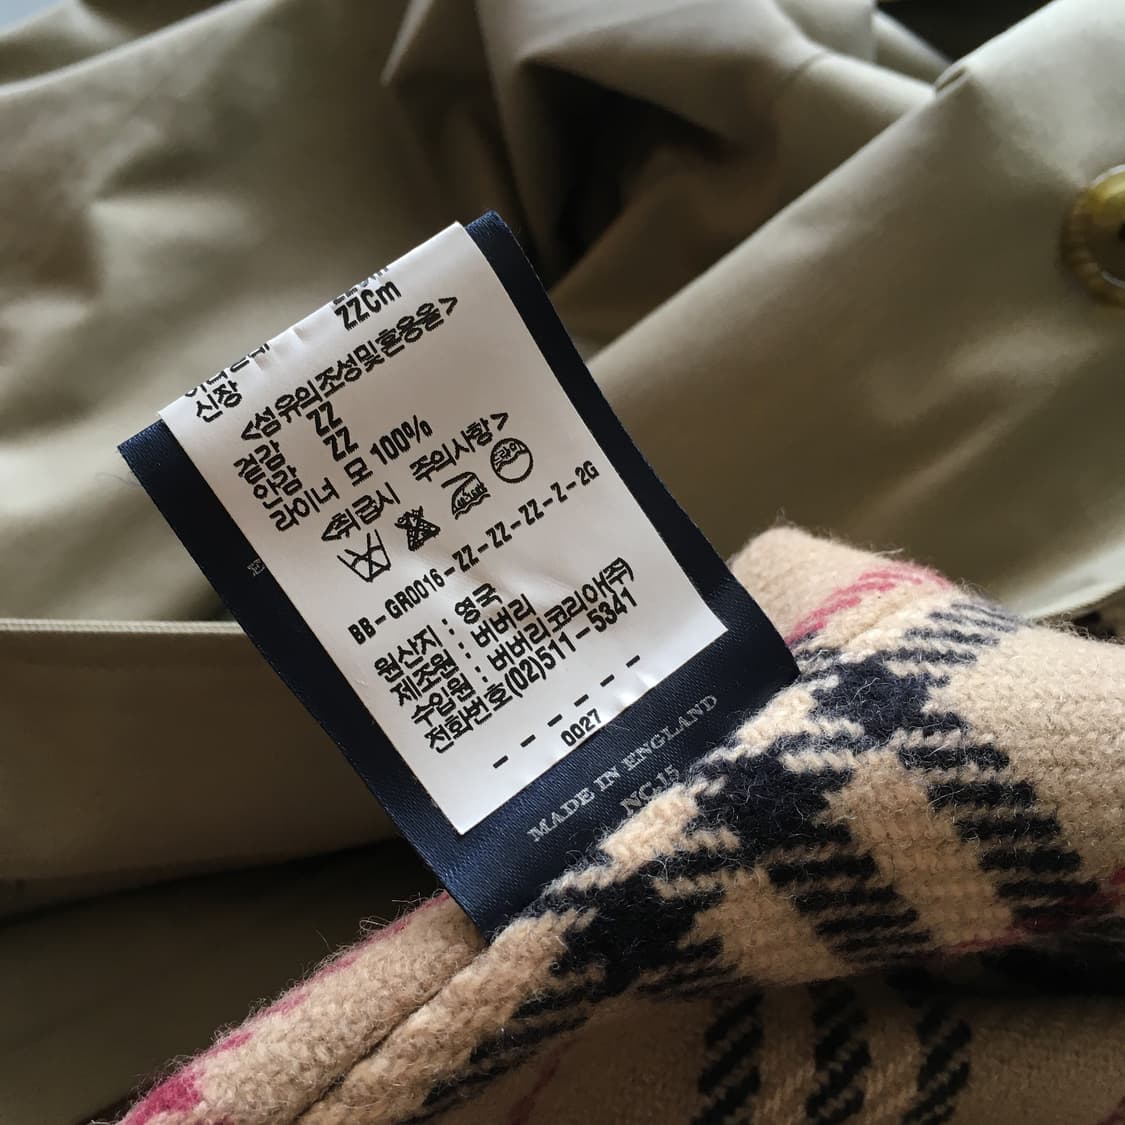 ZZCm
신장
<섬유의조성및혼용율>
겉감 ZZ
안감 ZZ
라이너 모 100%
<취급시 주의사항>
BB-GR0016-ZZ-ZZ-ZZ-Z-2G
원산지 : 영국
제조원 : 버버리
수입원 : 버버리코리아(주)
전화번호(02)511-5341
- - - - - -
0027
MADE IN ENGLAND
NC.15